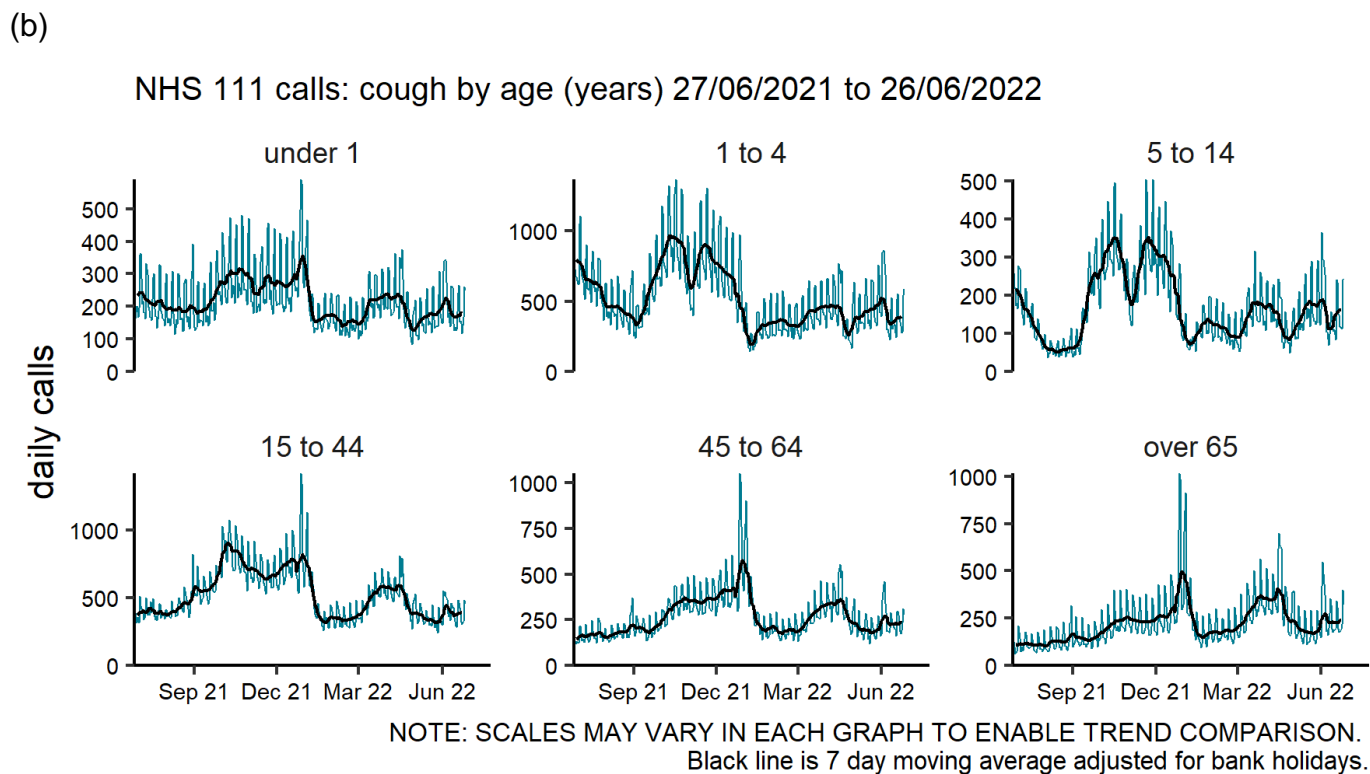 (b)
NHS 111 calls: cough by age (years) 27/06/2021 to 26/06/2022
daily calls
under 1
500
400
300
200
100
0
1 to 4
1000
500
0
5 to 14
500
400
300
200
100
0
15 to 44
1000
500
0
Sep 21 Dec 21 Mar 22 Jun 22
45 to 64
1000
750
500
250
0
Sep 21 Dec 21 Mar 22 Jun 22
over 65
1000
750
500
250
0
Sep 21 Dec 21 Mar 22 Jun 22
NOTE: SCALES MAY VARY IN EACH GRAPH TO ENABLE TREND COMPARISON.
Black line is 7 day moving average adjusted for bank holidays.